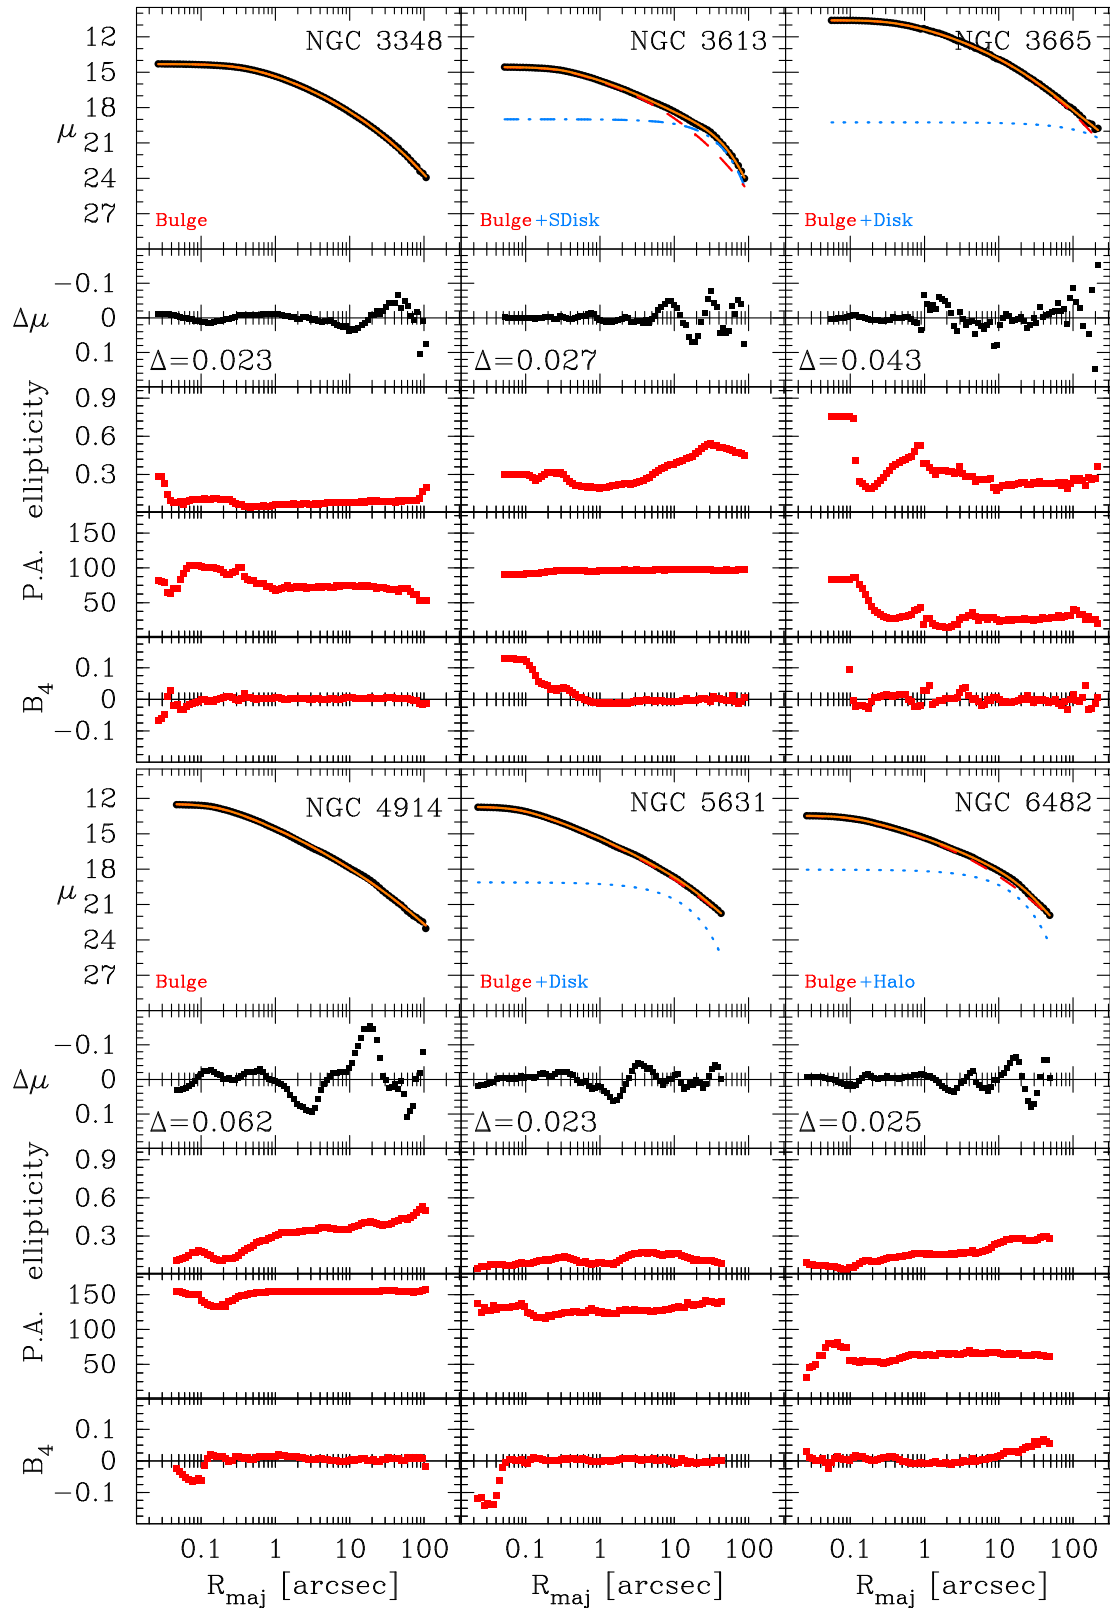 NGC 3348 NGC 3613 NGC 3665
12
15
18
μ
21
24
27
Bulge Bulge+SDisk Bulge+Disk
−0.1
Δμ 0
0.1
Δ=0.023 Δ=0.027 Δ=0.043
ellipticity
0.9
0.6
0.3
P.A.
150
100
50
B4
0.1
0
−0.1
NGC 4914 NGC 5631 NGC 6482
12
15
18
μ
21
24
27
Bulge Bulge+Disk Bulge+Halo
−0.1
Δμ 0
0.1
Δ=0.062 Δ=0.023 Δ=0.025
ellipticity
0.9
0.6
0.3
P.A.
150
100
50
B4
0.1
0
−0.1
0.1 1 10 100 0.1 1 10 100 0.1 1 10 100
Rmaj [arcsec] Rmaj [arcsec] Rmaj [arcsec]